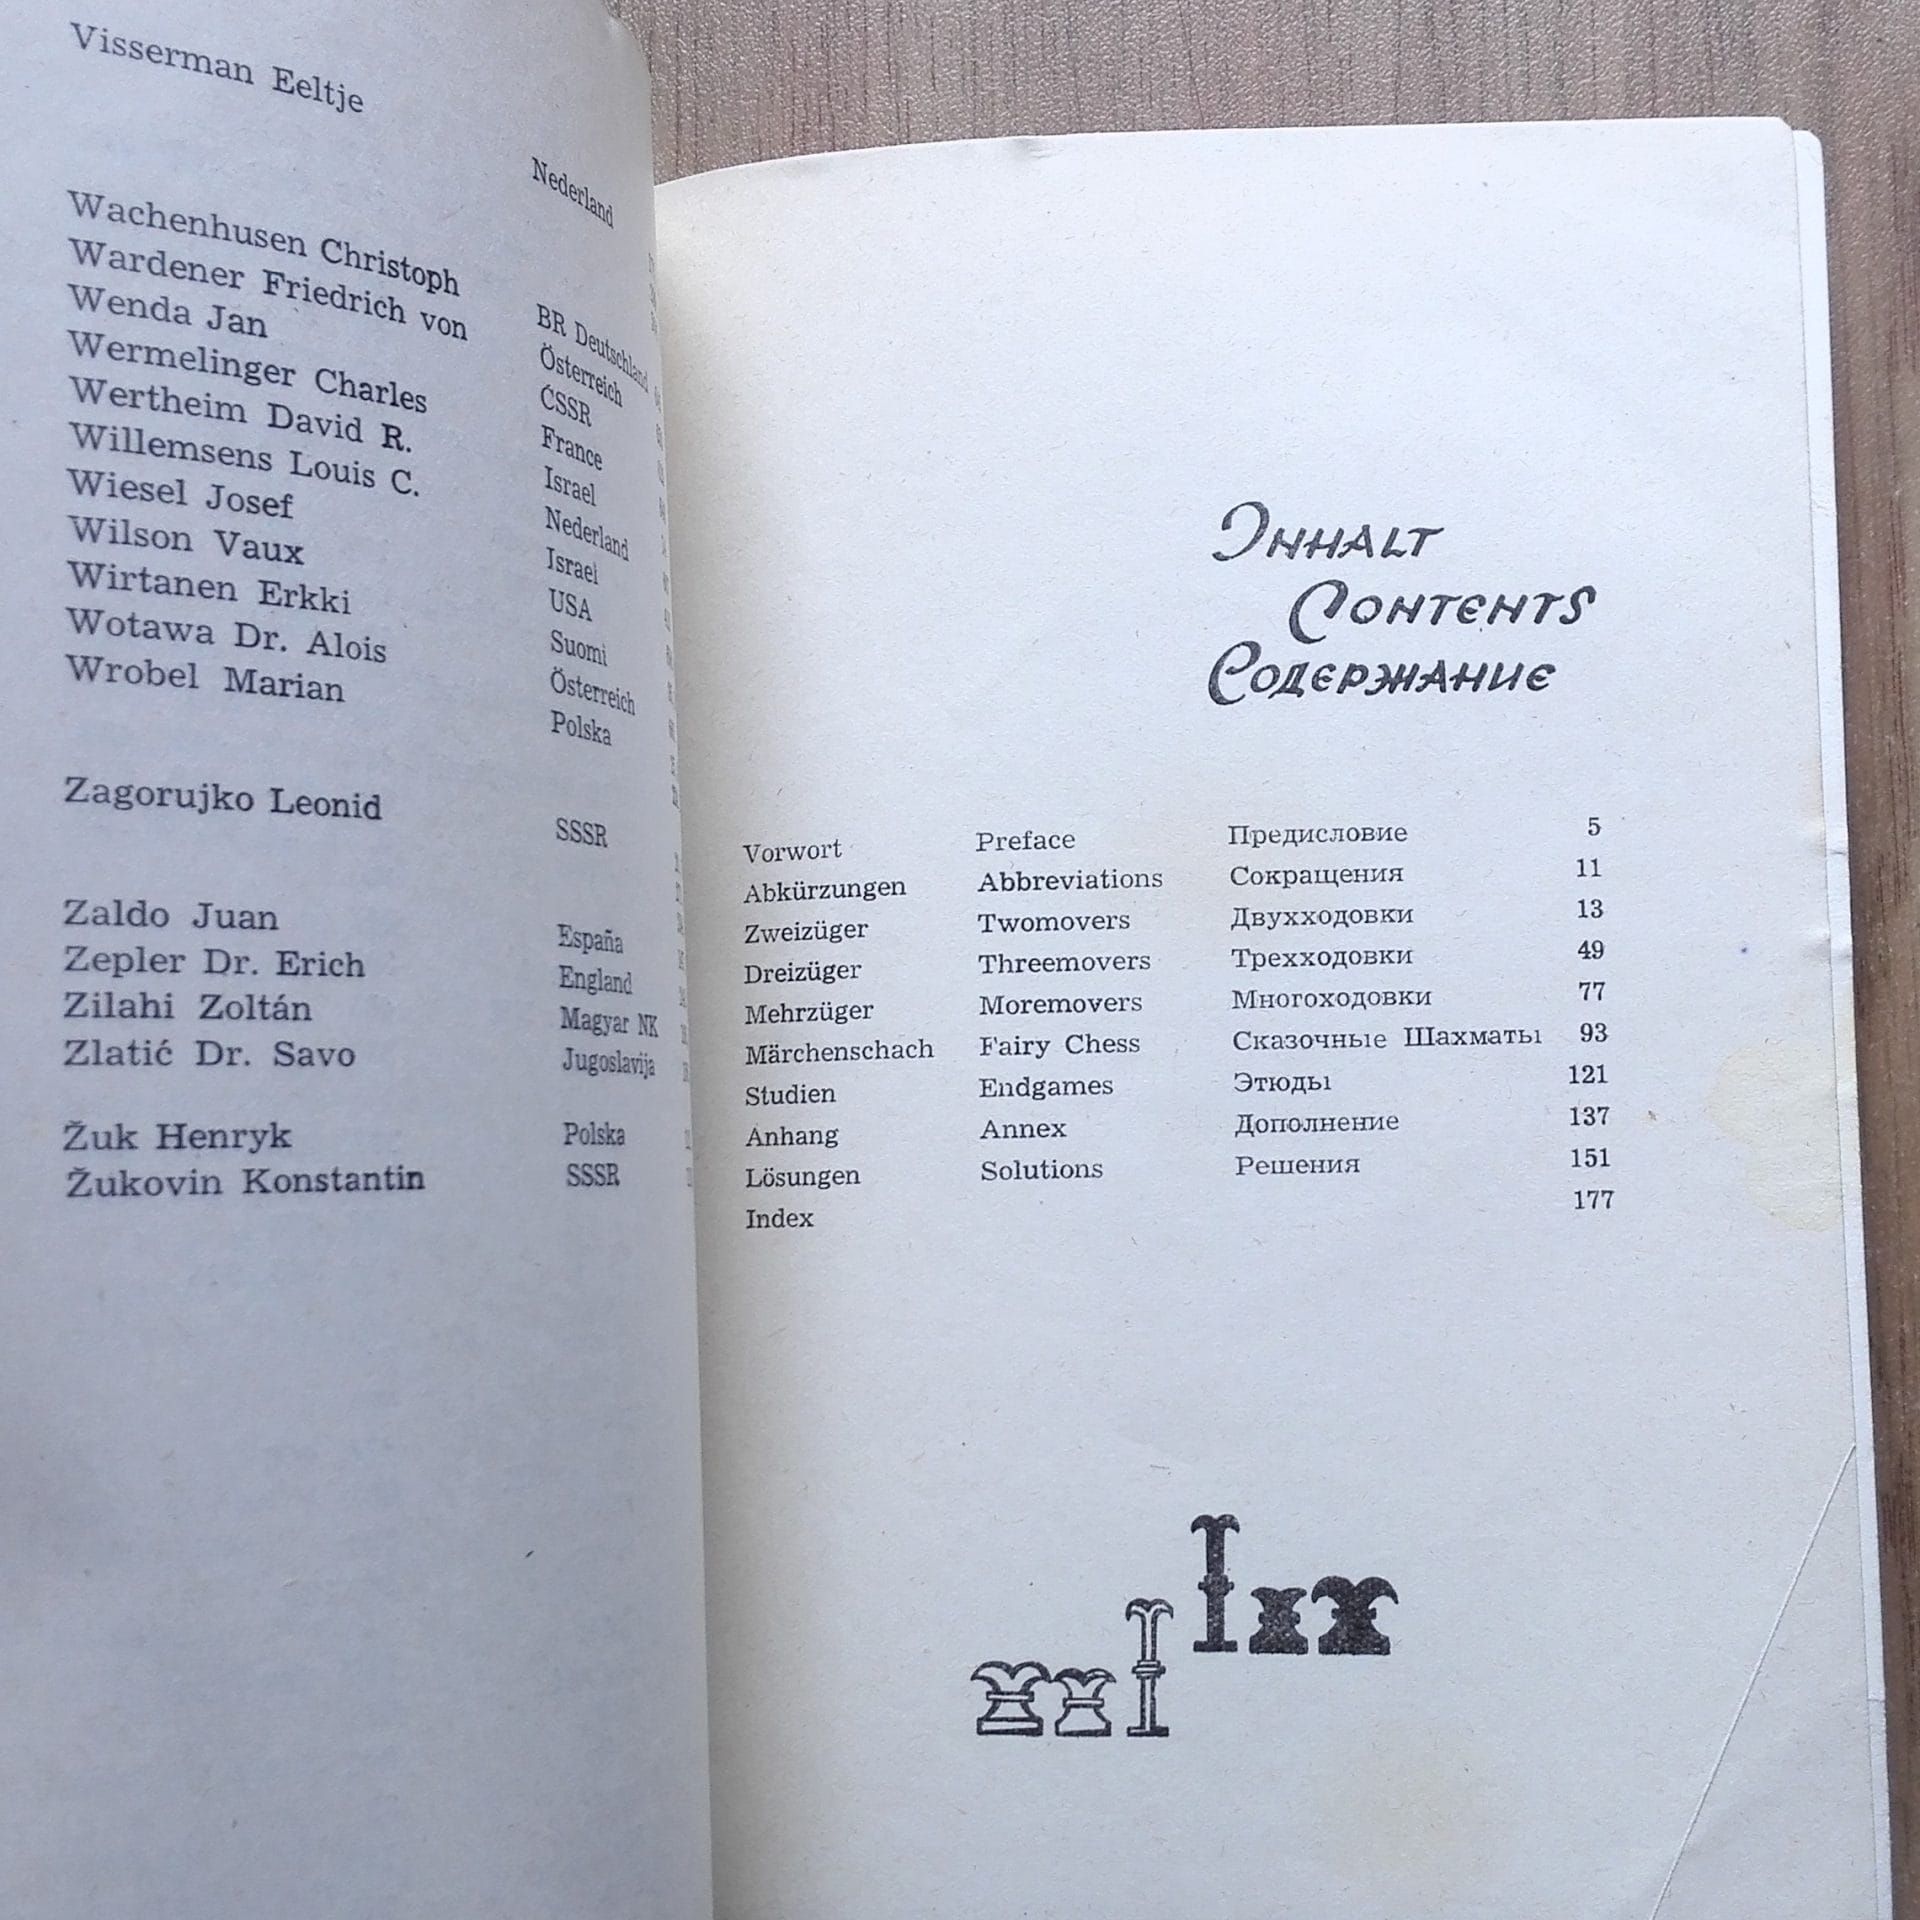 Visserman Eeltje Nederland
Wachenhusen Christoph BR Deutschland
Wardener Friedrich von Österreich
Wenda Jan ČSSR
Wermelinger Charles France
Wertheim David R. Israel
Willemsens Louis C. Nederland
Wiesel Josef Israel
Wilson Vaux USA
Wirtanen Erkki Suomi
Wotawa Dr. Alois Österreich
Wrobel Marian Polska
Zagorujko Leonid SSSR
Zaldo Juan España
Zepler Dr. Erich England
Zilahi Zoltán Magyar NK
Zlatić Dr. Savo Jugoslavija
Žuk Henryk Polska
Žukovin Konstantin SSSR
INHALT
CONTENTS
СОДЕРЖАНИЕ
Vorwort Preface Предисловие 5
Abkürzungen Abbreviations Сокращения 11
Zweizüger Twomovers Двухходовки 13
Dreizüger Threemovers Трехходовки 49
Mehrzüger Moremovers Многоходовки 77
Märchenschach Fairy Chess Сказочные Шахматы 93
Studien Endgames Этюды 121
Anhang Annex Дополнение 137
Lösungen Solutions Решения 151
Index 177